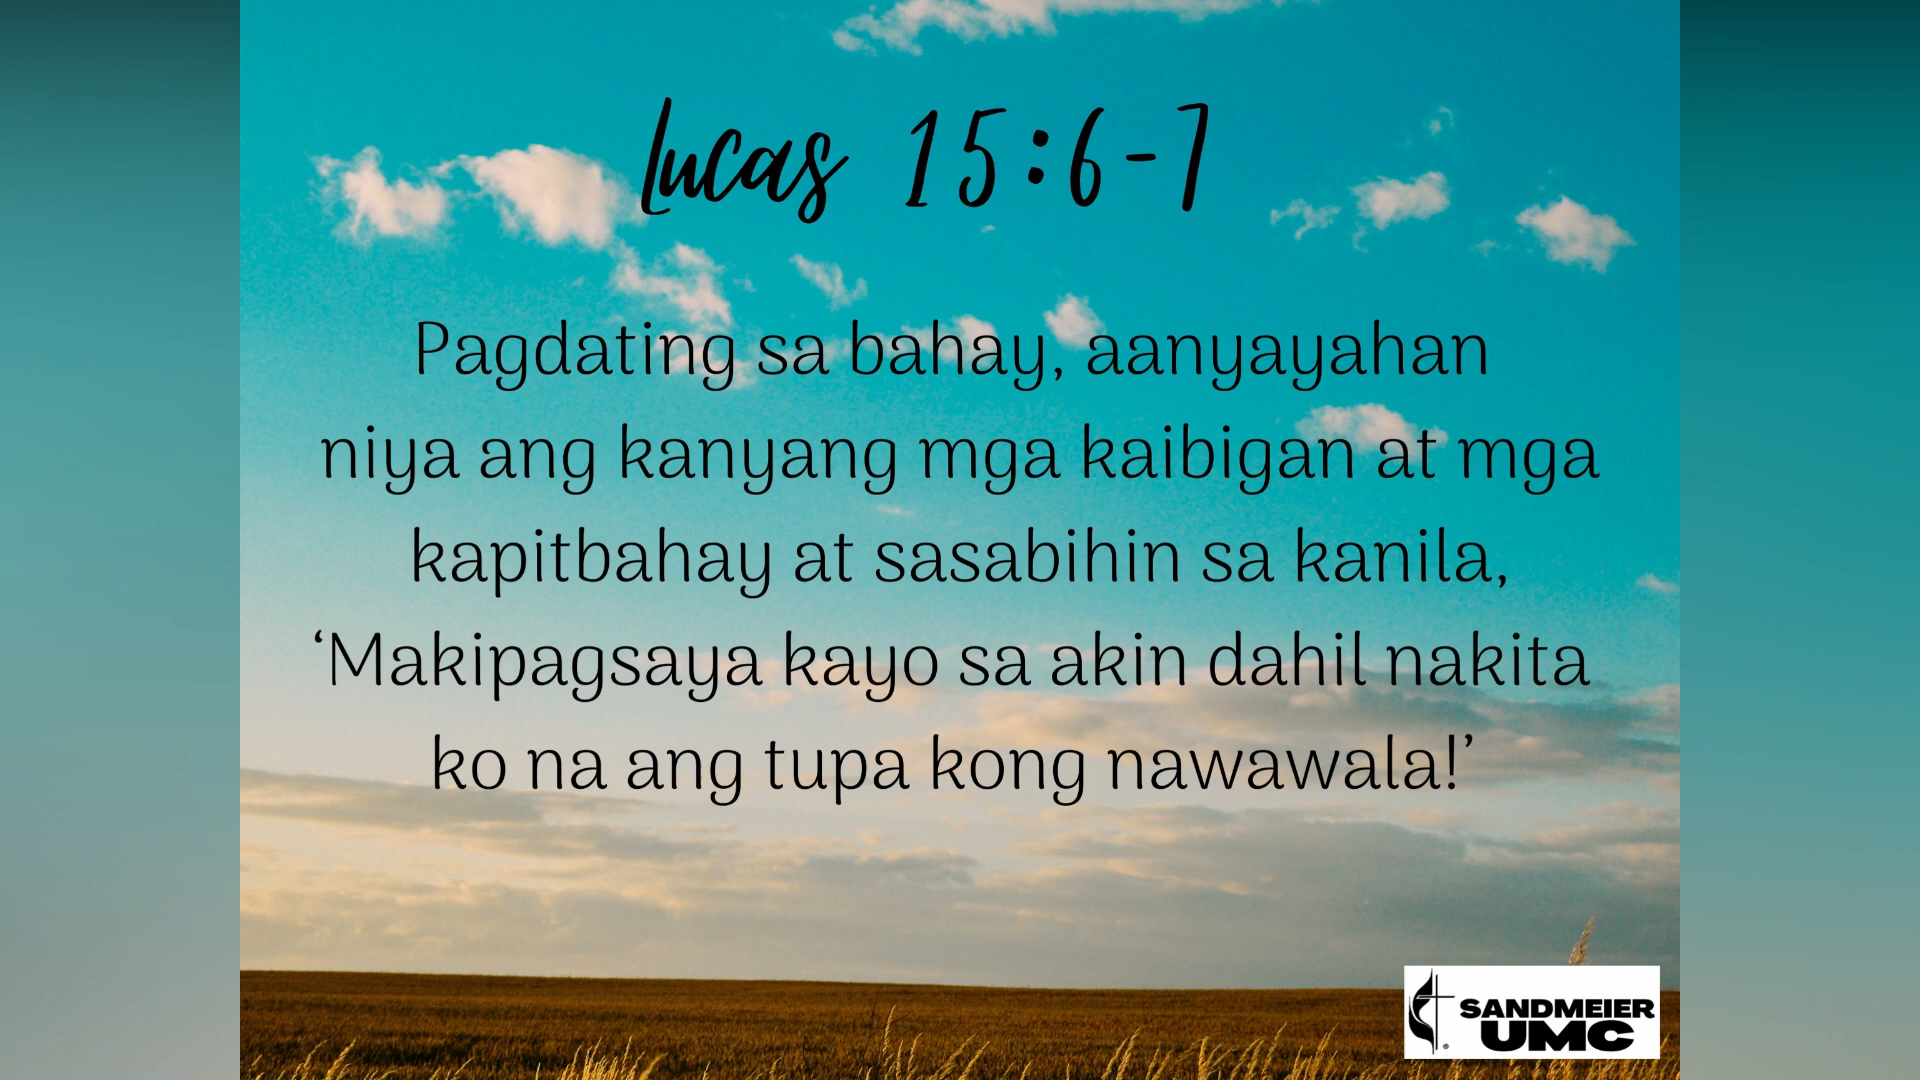 Lucas 15:6-7
Pagdating sa bahay, aanyayahan
niya ang kanyang mga kaibigan at mga
kapitbahay at sasabihin sa kanila,
‘Makipagsaya kayo sa akin dahil nakita
ko na ang tupa kong nawawala!’
SANDMEIER
UMC